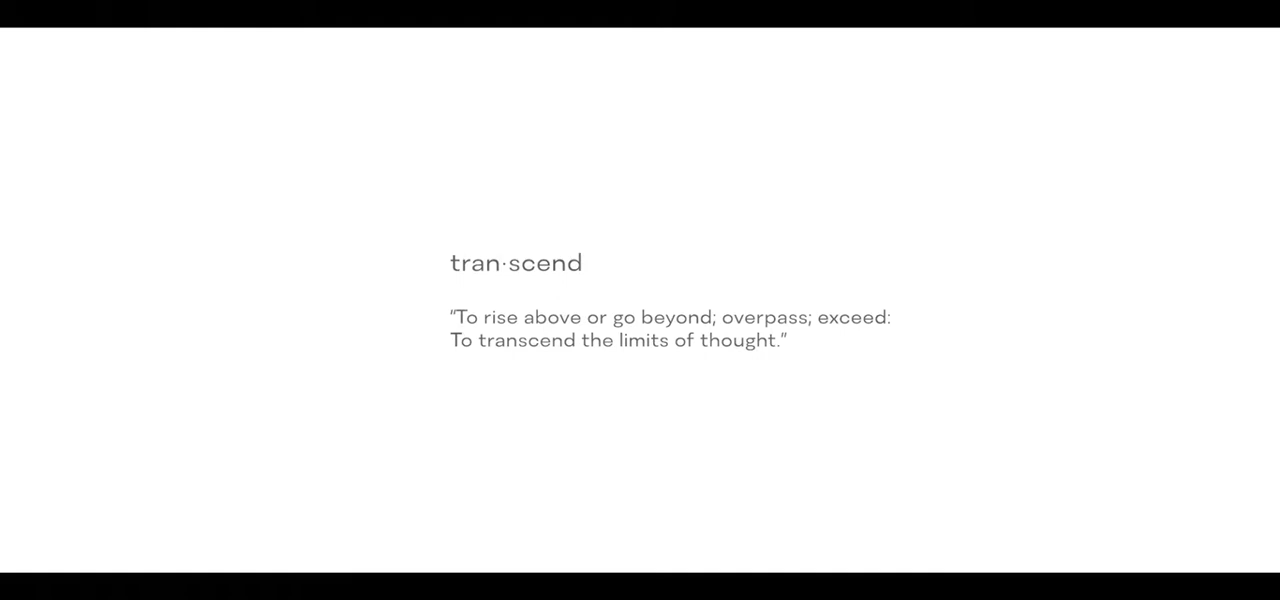 tran·scend
“To rise above or go beyond; overpass; exceed:
To transcend the limits of thought.”